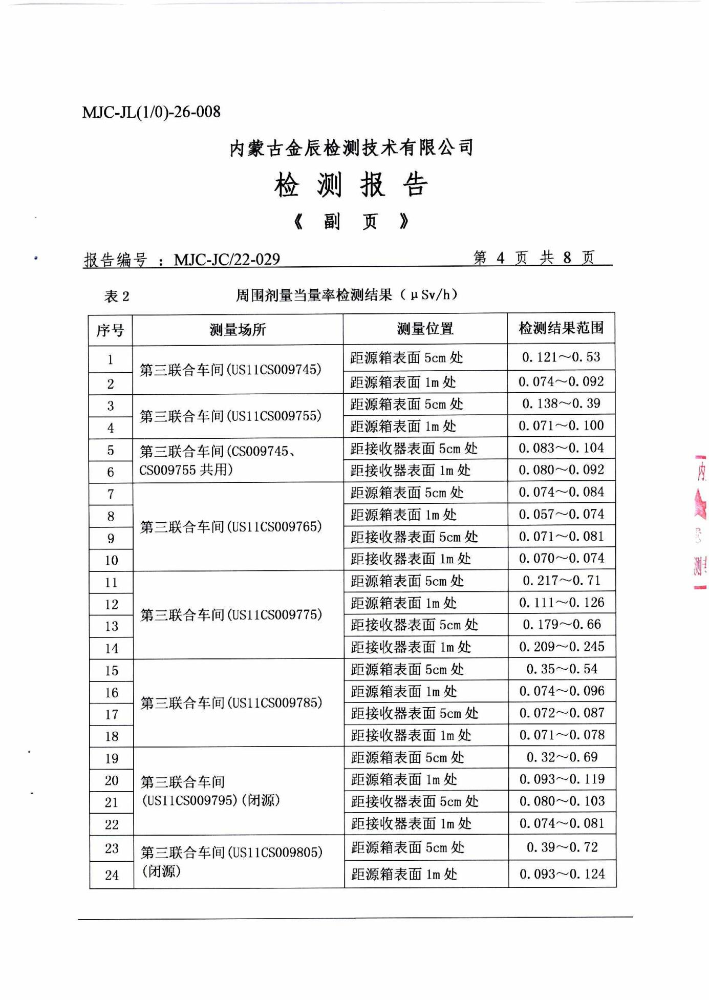 MJC-JL(1/0)-26-008
内蒙古金辰检测技术有限公司
检测报告
《 副 页 》
报告编号 : MJC-JC/22-029 第 4 页 共 8 页
表 2 周围剂量当量率检测结果（μSv/h）
序号 测量场所 测量位置 检测结果范围
1 第三联合车间(US11CS009745) 距源箱表面 5cm 处 0.121～0.53
2 距源箱表面 1m 处 0.074～0.092
3 第三联合车间(US11CS009755) 距源箱表面 5cm 处 0.138～0.39
4 距源箱表面 1m 处 0.071～0.100
5 第三联合车间(CS009745、 距接收器表面 5cm 处 0.083～0.104
6 CS009755 共用) 距接收器表面 1m 处 0.080～0.092
7 距源箱表面 5cm 处 0.074～0.084
8 距源箱表面 1m 处 0.057～0.074
第三联合车间(US11CS009765)
9 距接收器表面 5cm 处 0.071～0.081
10 距接收器表面 1m 处 0.070～0.074
11 距源箱表面 5cm 处 0.217～0.71
12 距源箱表面 1m 处 0.111～0.126
第三联合车间(US11CS009775)
13 距接收器表面 5cm 处 0.179～0.66
14 距接收器表面 1m 处 0.209～0.245
15 距源箱表面 5cm 处 0.35～0.54
16 距源箱表面 1m 处 0.074～0.096
第三联合车间(US11CS009785)
17 距接收器表面 5cm 处 0.072～0.087
18 距接收器表面 1m 处 0.071～0.078
19 距源箱表面 5cm 处 0.32～0.69
20 第三联合车间 距源箱表面 1m 处 0.093～0.119
21 (US11CS009795)(闭源) 距接收器表面 5cm 处 0.080～0.103
22 距接收器表面 1m 处 0.074～0.081
23 第三联合车间(US11CS009805) 距源箱表面 5cm 处 0.39～0.72
24 (闭源) 距源箱表面 1m 处 0.093～0.124
内
测